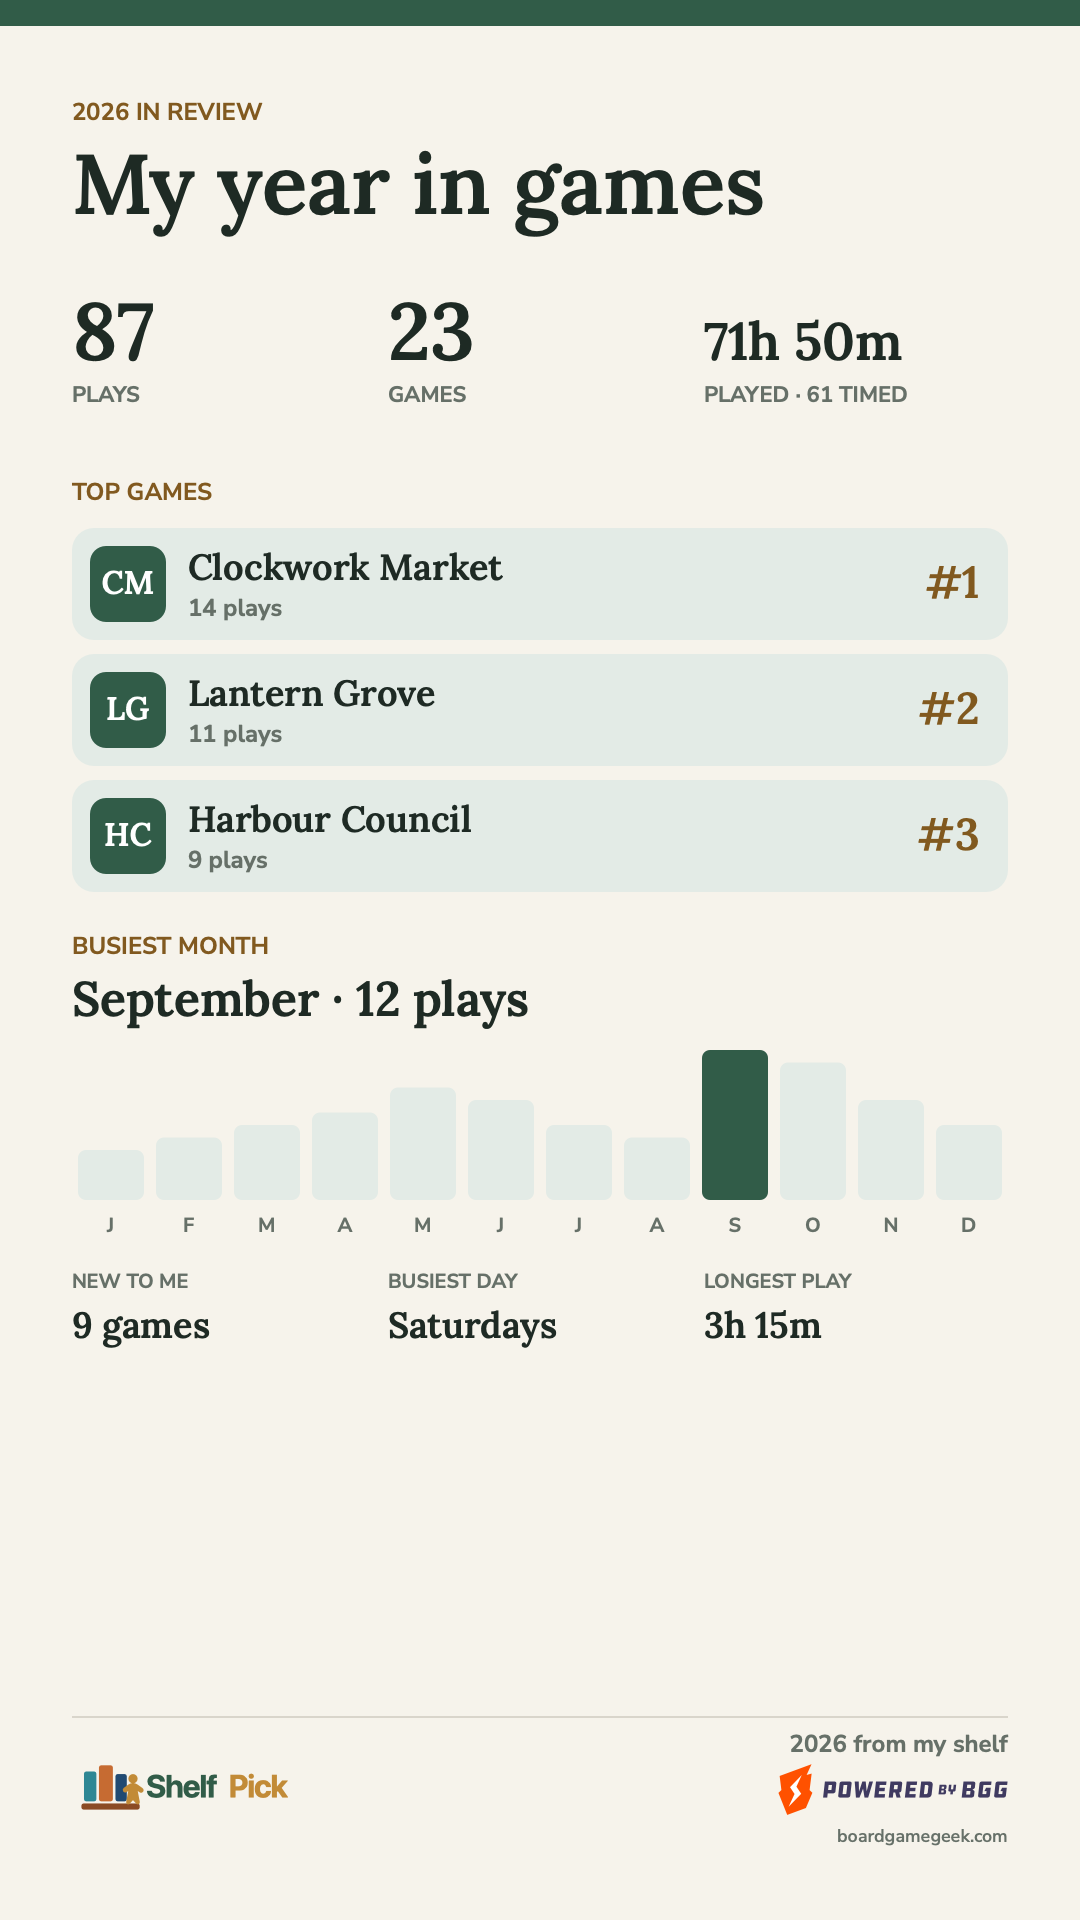 2026 IN REVIEW
My year in games
87
PLAYS
23
GAMES
71h 50m
PLAYED · 61 TIMED
TOP GAMES
CM
Clockwork Market
14 plays
#1
LG
Lantern Grove
11 plays
#2
HC
Harbour Council
9 plays
#3
BUSIEST MONTH
September · 12 plays
J F M A M J J A S O N D
NEW TO ME
9 games
BUSIEST DAY
Saturdays
LONGEST PLAY
3h 15m
Shelf Pick
2026 from my shelf
POWERED BY BGG
boardgamegeek.com